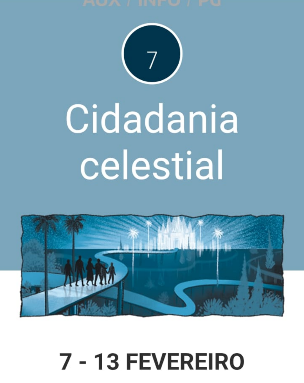 7
Cidadania
celestial
7 - 13 FEVEREIRO